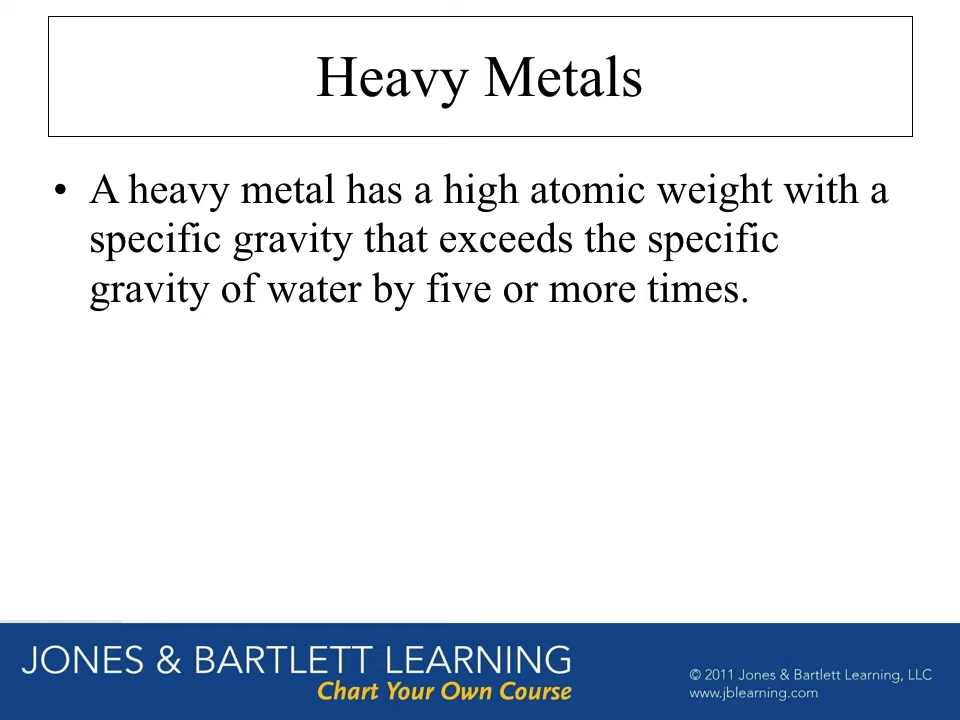 Heavy Metals
• A heavy metal has a high atomic weight with a
specific gravity that exceeds the specific
gravity of water by five or more times.
JONES & BARTLETT LEARNING
Chart Your Own Course
© 2011 Jones & Bartlett Learning, LLC
www.jblearning.com